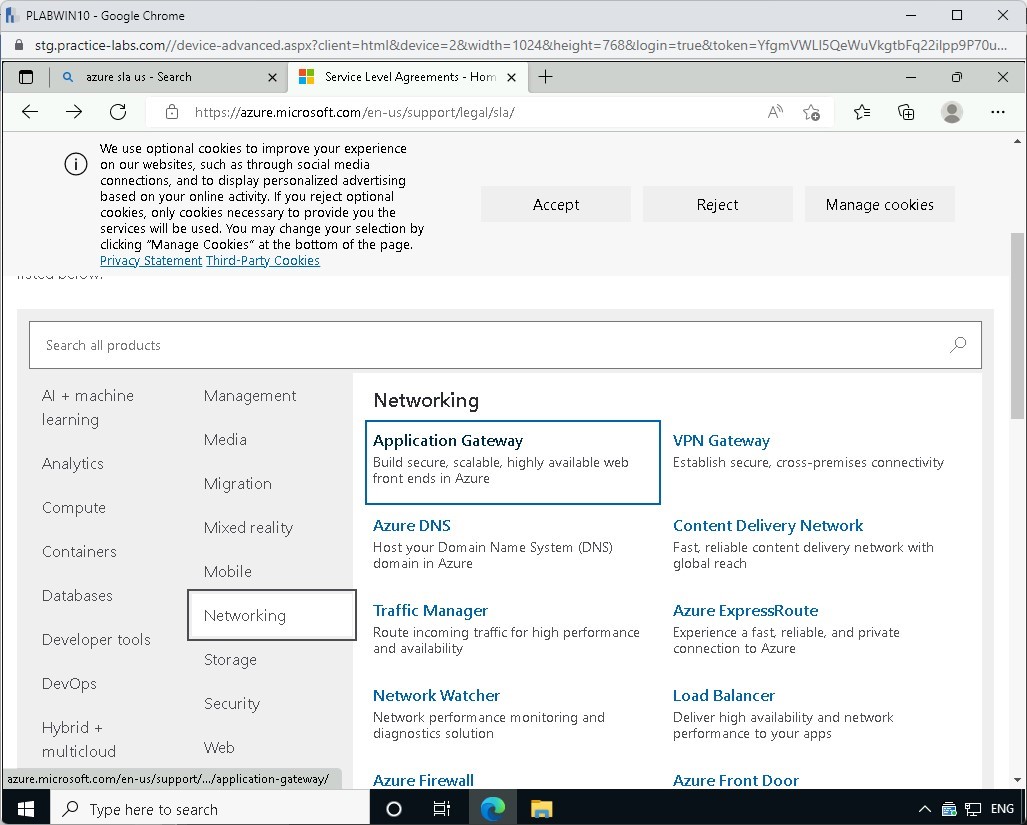 PLABWIN10 - Google Chrome
stg.practice-labs.com//device-advanced.aspx?client=html&device=2&width=1024&height=768&login=true&token=YfgmVWLl5QeWuVkgtbFq22iIpp9P70u...
azure sla us - Search
Service Level Agreements - Hom
https://azure.microsoft.com/en-us/support/legal/sla/
We use optional cookies to improve your experience
on our websites, such as through social media
connections, and to display personalized advertising
based on your online activity. If you reject optional
cookies, only cookies necessary to provide you the
services will be used. You may change your selection by
clicking “Manage Cookies” at the bottom of the page.
Privacy Statement Third-Party Cookies
Accept
Reject
Manage cookies
listed below.
Search all products
AI + machine
learning
Analytics
Compute
Containers
Databases
Developer tools
DevOps
Hybrid +
multicloud
Management
Media
Migration
Mixed reality
Mobile
Networking
Storage
Security
Web
Networking
Application Gateway
Build secure, scalable, highly available web
front ends in Azure
VPN Gateway
Establish secure, cross-premises connectivity
Azure DNS
Host your Domain Name System (DNS)
domain in Azure
Content Delivery Network
Fast, reliable content delivery network with
global reach
Traffic Manager
Route incoming traffic for high performance
and availability
Azure ExpressRoute
Experience a fast, reliable, and private
connection to Azure
Network Watcher
Network performance monitoring and
diagnostics solution
Load Balancer
Deliver high availability and network
performance to your apps
Azure Firewall
Azure Front Door
azure.microsoft.com/en-us/support/.../application-gateway/
Type here to search
ENG